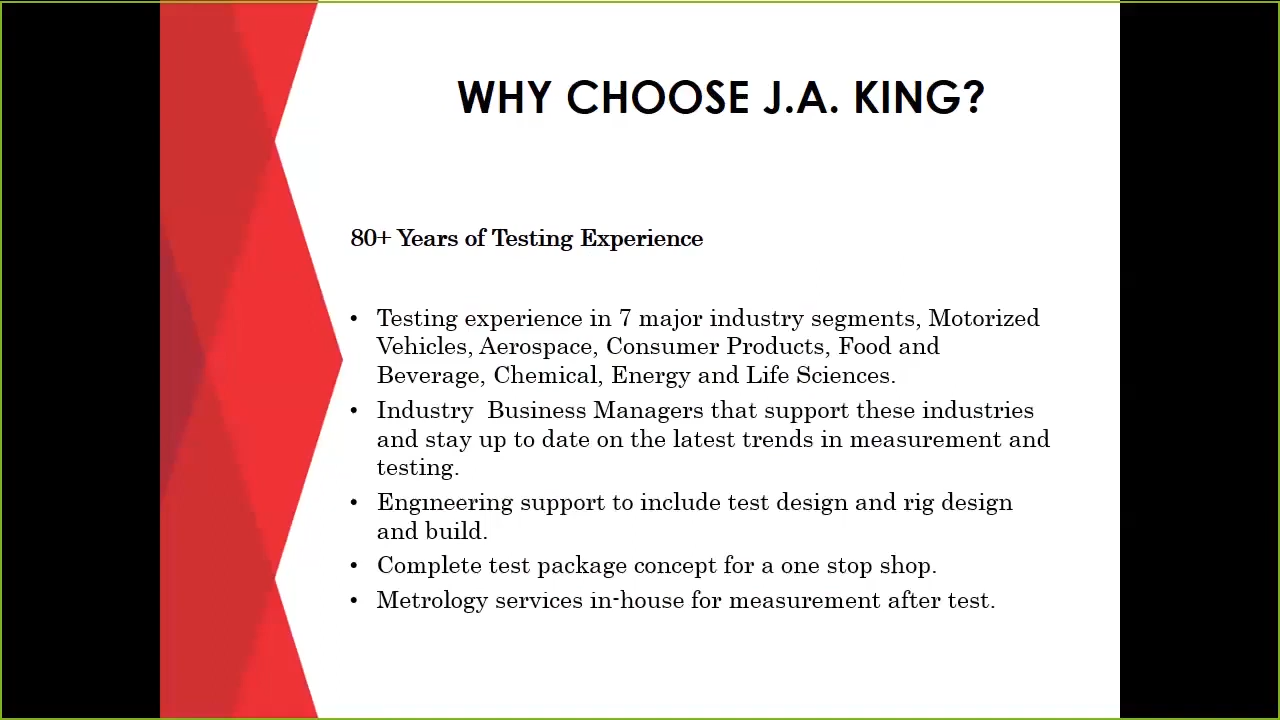 WHY CHOOSE J.A. KING?
80+ Years of Testing Experience
• Testing experience in 7 major industry segments, Motorized
Vehicles, Aerospace, Consumer Products, Food and
Beverage, Chemical, Energy and Life Sciences.
• Industry  Business Managers that support these industries
and stay up to date on the latest trends in measurement and
testing.
• Engineering support to include test design and rig design
and build.
• Complete test package concept for a one stop shop.
• Metrology services in-house for measurement after test.